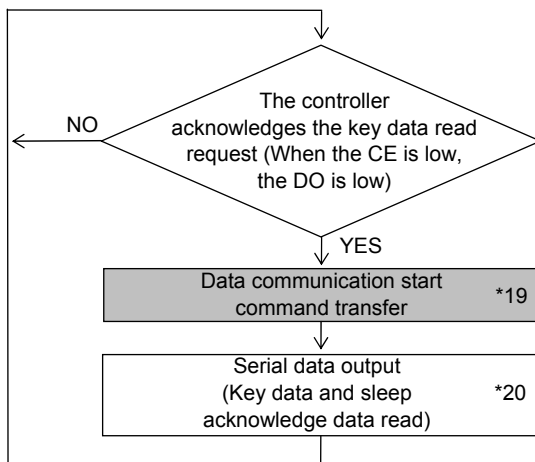 The controller
acknowledges the key data read
request (When the CE is low,
the DO is low)
NO
YES
Data communication start
command transfer
*19
Serial data output
(Key data and sleep
acknowledge data read)
*20